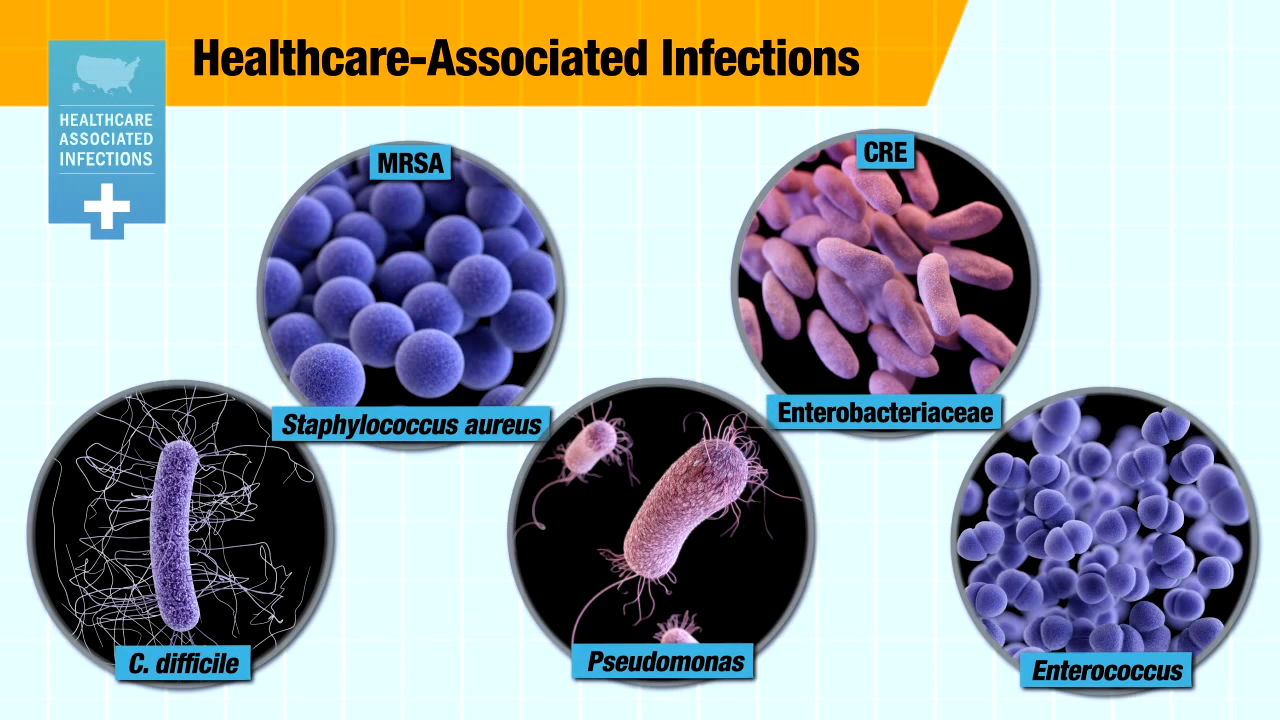 Healthcare-Associated Infections
HEALTHCARE
ASSOCIATED
INFECTIONS
MRSA
Staphylococcus aureus
CRE
Enterobacteriaceae
C. difficile
Pseudomonas
Enterococcus